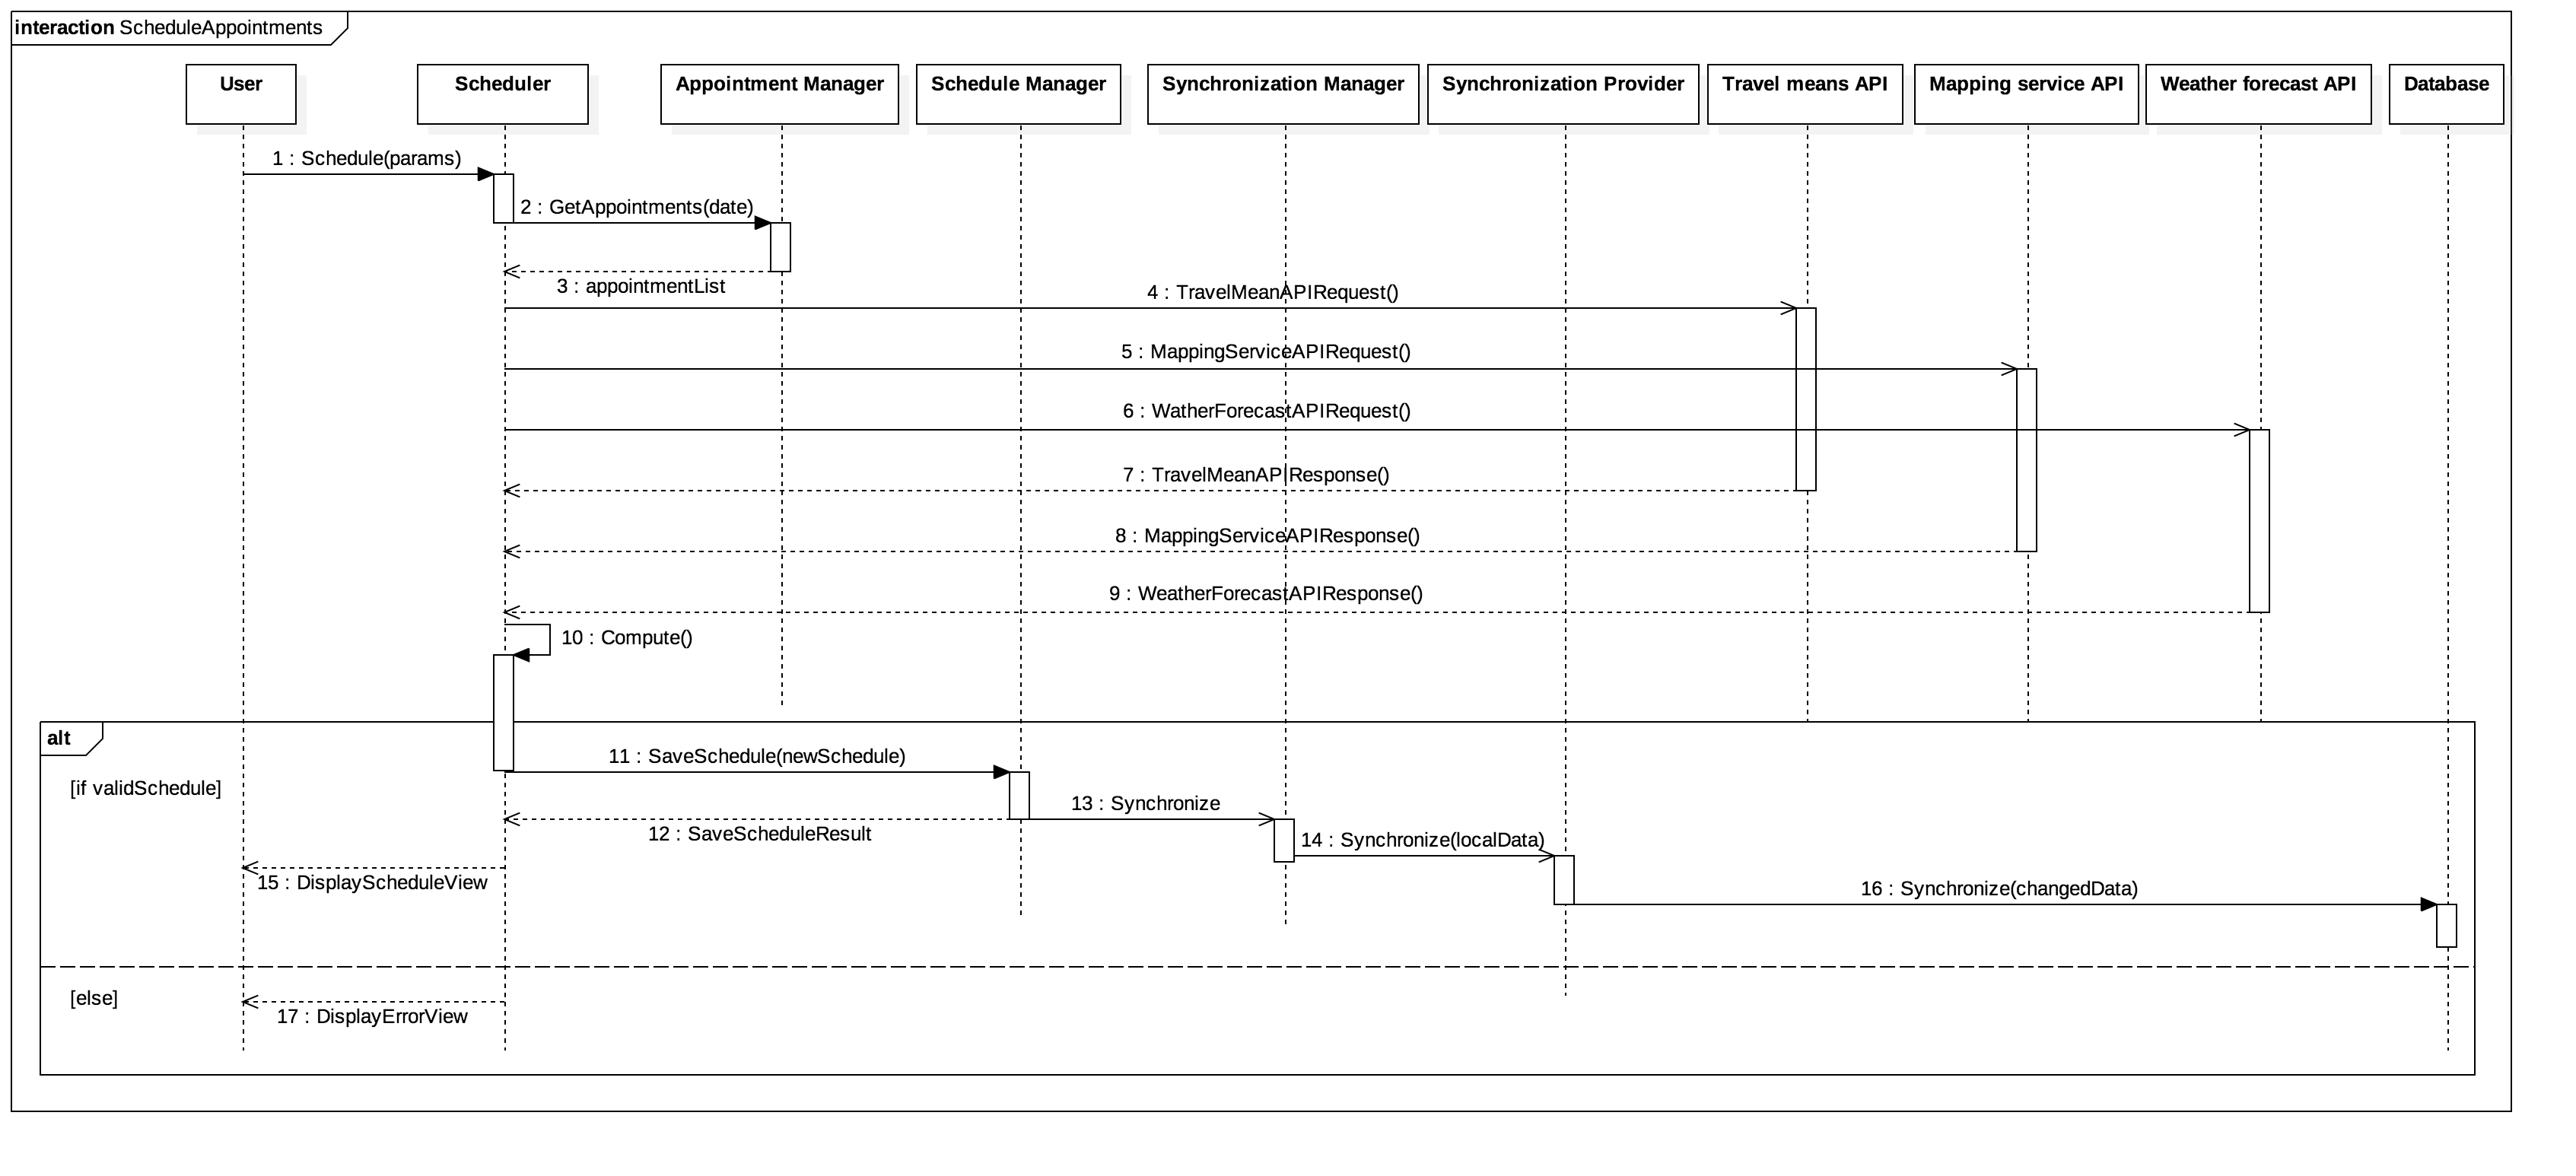 interaction ScheduleAppointments
User
Scheduler
Appointment Manager
Schedule Manager
Synchronization Manager
Synchronization Provider
Travel means API
Mapping service API
Weather forecast API
Database
1 : Schedule(params)
2 : GetAppointments(date)
3 : appointmentList
4 : TravelMeanAPIRequest()
5 : MappingServiceAPIRequest()
6 : WatherForecastAPIRequest()
7 : TravelMeanAPIResponse()
8 : MappingServiceAPIResponse()
9 : WeatherForecastAPIResponse()
10 : Compute()
alt
11 : SaveSchedule(newSchedule)
[if validSchedule]
13 : Synchronize
12 : SaveScheduleResult
14 : Synchronize(localData)
15 : DisplayScheduleView
16 : Synchronize(changedData)
[else]
17 : DisplayErrorView